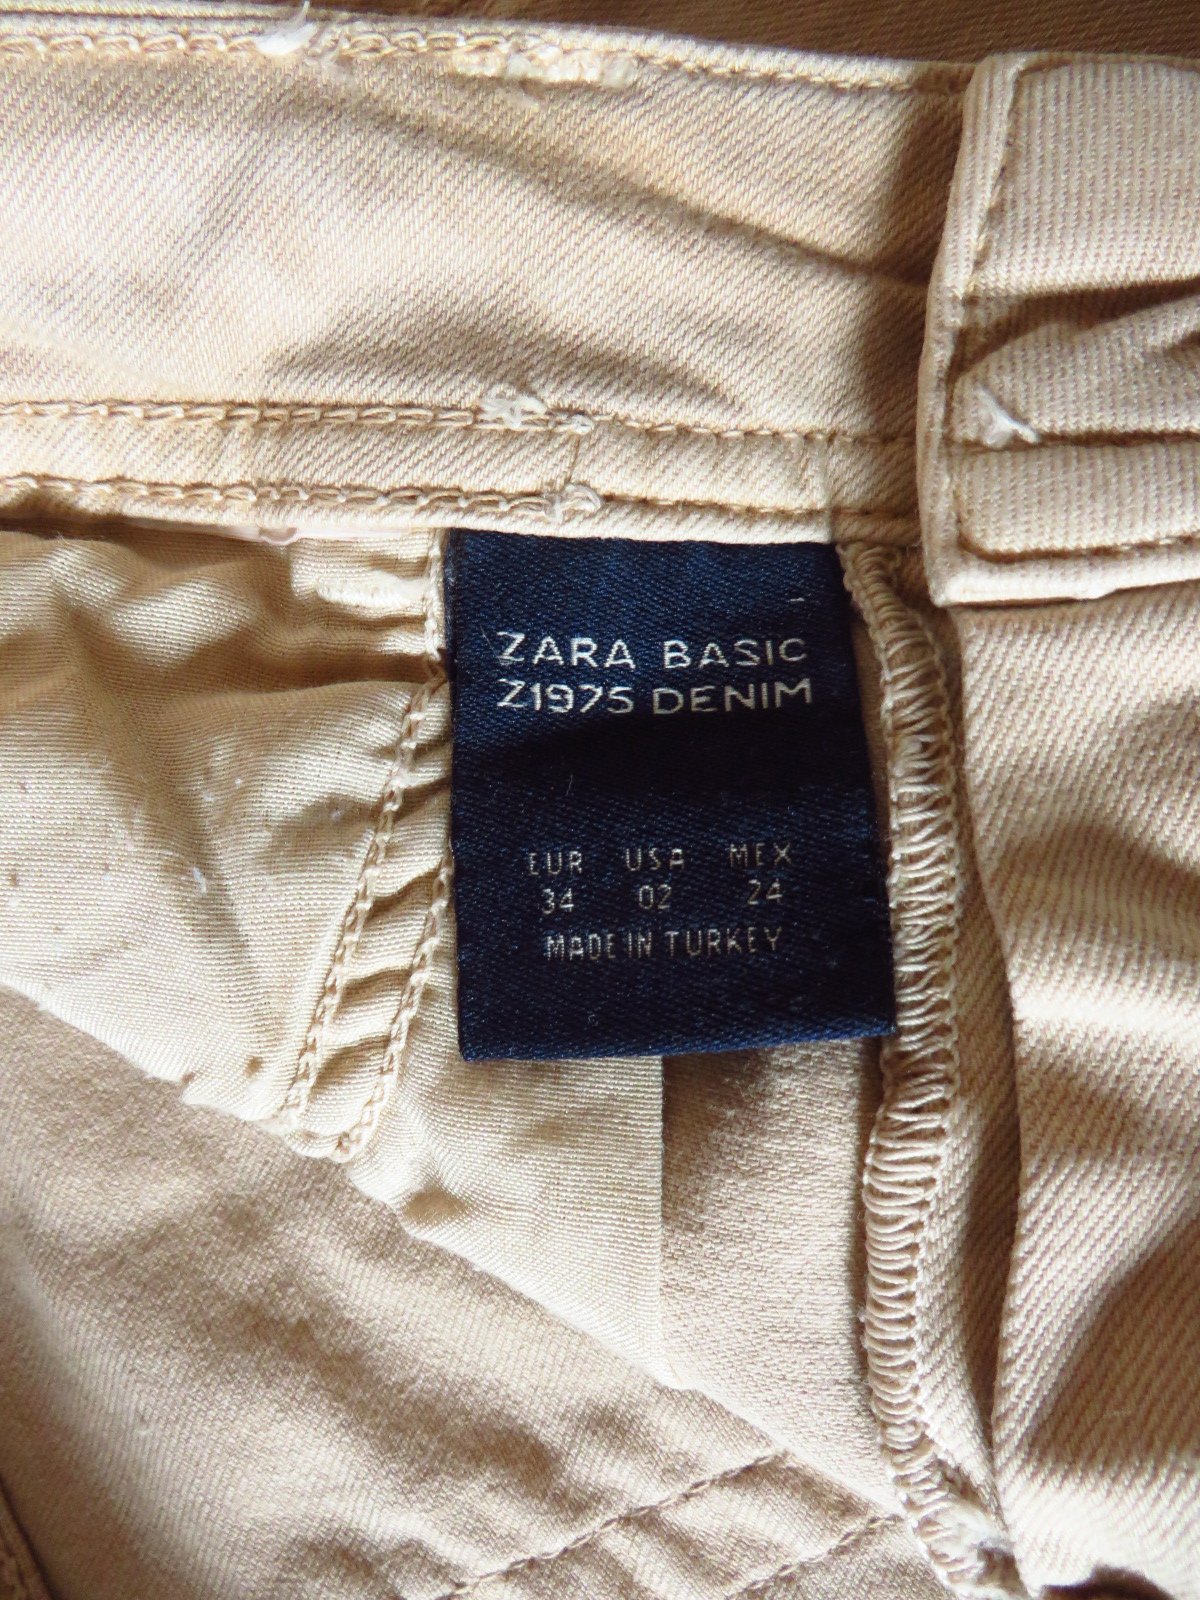 ZARA BASIC
Z1975 DENIM
EUR USA MEX
34 02 24
MADE IN TURKEY